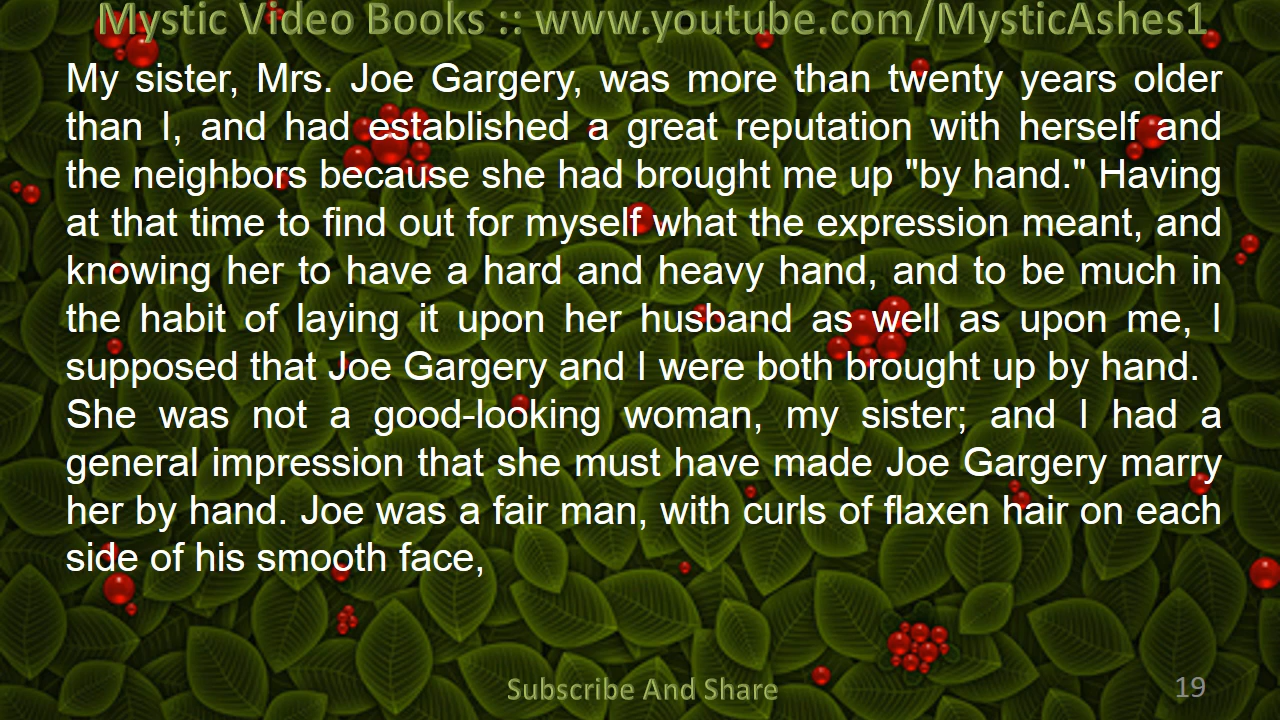 Mystic Video Books :: www.youtube.com/MysticAshes1
My sister, Mrs. Joe Gargery, was more than twenty years older
than I, and had established a great reputation with herself and
the neighbors because she had brought me up "by hand." Having
at that time to find out for myself what the expression meant, and
knowing her to have a hard and heavy hand, and to be much in
the habit of laying it upon her husband as well as upon me, I
supposed that Joe Gargery and I were both brought up by hand.
She was not a good-looking woman, my sister; and I had a
general impression that she must have made Joe Gargery marry
her by hand. Joe was a fair man, with curls of flaxen hair on each
side of his smooth face,
Subscribe And Share
19